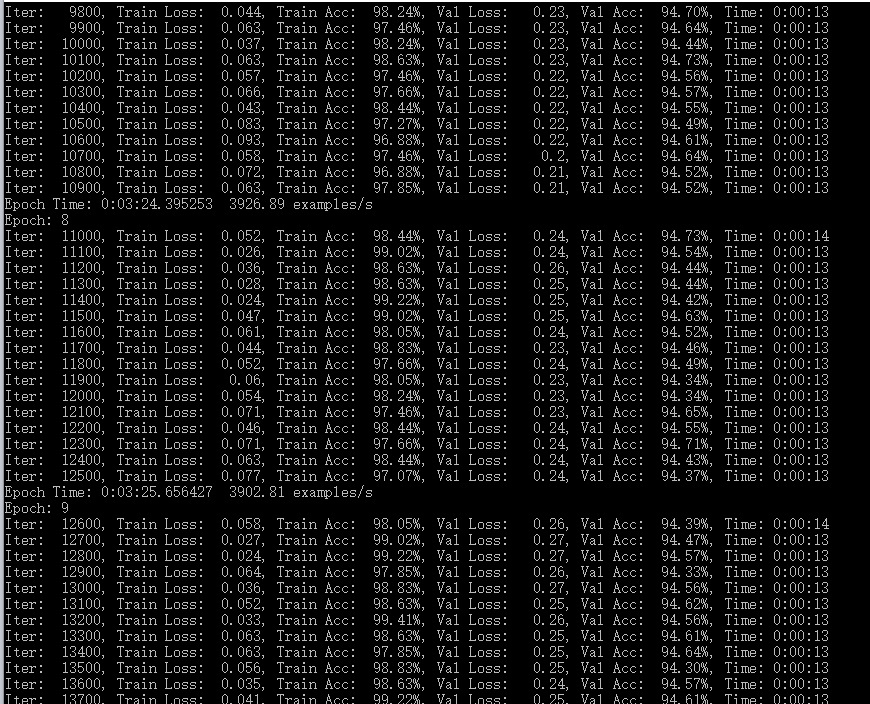 Iter:   9800, Train Loss:  0.044, Train Acc:  98.24%, Val Loss:   0.23, Val Acc:  94.70%, Time: 0:00:13
Iter:   9900, Train Loss:  0.063, Train Acc:  97.46%, Val Loss:   0.23, Val Acc:  94.64%, Time: 0:00:13
Iter:  10000, Train Loss:  0.037, Train Acc:  98.24%, Val Loss:   0.23, Val Acc:  94.44%, Time: 0:00:13
Iter:  10100, Train Loss:  0.063, Train Acc:  98.63%, Val Loss:   0.23, Val Acc:  94.73%, Time: 0:00:13
Iter:  10200, Train Loss:  0.057, Train Acc:  97.46%, Val Loss:   0.22, Val Acc:  94.56%, Time: 0:00:13
Iter:  10300, Train Loss:  0.066, Train Acc:  97.66%, Val Loss:   0.22, Val Acc:  94.57%, Time: 0:00:13
Iter:  10400, Train Loss:  0.043, Train Acc:  98.44%, Val Loss:   0.22, Val Acc:  94.55%, Time: 0:00:13
Iter:  10500, Train Loss:  0.083, Train Acc:  97.27%, Val Loss:   0.22, Val Acc:  94.49%, Time: 0:00:13
Iter:  10600, Train Loss:  0.093, Train Acc:  96.88%, Val Loss:   0.22, Val Acc:  94.61%, Time: 0:00:13
Iter:  10700, Train Loss:  0.058, Train Acc:  97.46%, Val Loss:    0.2, Val Acc:  94.64%, Time: 0:00:13
Iter:  10800, Train Loss:  0.072, Train Acc:  96.88%, Val Loss:   0.21, Val Acc:  94.52%, Time: 0:00:13
Iter:  10900, Train Loss:  0.063, Train Acc:  97.85%, Val Loss:   0.21, Val Acc:  94.52%, Time: 0:00:13
Epoch Time: 0:03:24.395253  3926.89 examples/s
Epoch: 8
Iter:  11000, Train Loss:  0.052, Train Acc:  98.44%, Val Loss:   0.24, Val Acc:  94.73%, Time: 0:00:14
Iter:  11100, Train Loss:  0.026, Train Acc:  99.02%, Val Loss:   0.24, Val Acc:  94.54%, Time: 0:00:13
Iter:  11200, Train Loss:  0.036, Train Acc:  98.63%, Val Loss:   0.26, Val Acc:  94.44%, Time: 0:00:13
Iter:  11300, Train Loss:  0.028, Train Acc:  98.63%, Val Loss:   0.25, Val Acc:  94.44%, Time: 0:00:13
Iter:  11400, Train Loss:  0.024, Train Acc:  99.22%, Val Loss:   0.25, Val Acc:  94.42%, Time: 0:00:13
Iter:  11500, Train Loss:  0.047, Train Acc:  99.02%, Val Loss:   0.25, Val Acc:  94.63%, Time: 0:00:13
Iter:  11600, Train Loss:  0.061, Train Acc:  98.05%, Val Loss:   0.24, Val Acc:  94.52%, Time: 0:00:13
Iter:  11700, Train Loss:  0.044, Train Acc:  98.83%, Val Loss:   0.23, Val Acc:  94.46%, Time: 0:00:13
Iter:  11800, Train Loss:  0.052, Train Acc:  97.66%, Val Loss:   0.24, Val Acc:  94.49%, Time: 0:00:13
Iter:  11900, Train Loss:   0.06, Train Acc:  98.05%, Val Loss:   0.23, Val Acc:  94.34%, Time: 0:00:13
Iter:  12000, Train Loss:  0.054, Train Acc:  98.24%, Val Loss:   0.23, Val Acc:  94.34%, Time: 0:00:13
Iter:  12100, Train Loss:  0.071, Train Acc:  97.46%, Val Loss:   0.23, Val Acc:  94.65%, Time: 0:00:13
Iter:  12200, Train Loss:  0.046, Train Acc:  98.44%, Val Loss:   0.24, Val Acc:  94.55%, Time: 0:00:13
Iter:  12300, Train Loss:  0.071, Train Acc:  97.66%, Val Loss:   0.24, Val Acc:  94.71%, Time: 0:00:13
Iter:  12400, Train Loss:  0.063, Train Acc:  98.44%, Val Loss:   0.24, Val Acc:  94.43%, Time: 0:00:13
Iter:  12500, Train Loss:  0.077, Train Acc:  97.07%, Val Loss:   0.24, Val Acc:  94.37%, Time: 0:00:13
Epoch Time: 0:03:25.656427  3902.81 examples/s
Epoch: 9
Iter:  12600, Train Loss:  0.058, Train Acc:  98.05%, Val Loss:   0.26, Val Acc:  94.39%, Time: 0:00:14
Iter:  12700, Train Loss:  0.027, Train Acc:  99.02%, Val Loss:   0.27, Val Acc:  94.47%, Time: 0:00:13
Iter:  12800, Train Loss:  0.024, Train Acc:  99.22%, Val Loss:   0.27, Val Acc:  94.57%, Time: 0:00:13
Iter:  12900, Train Loss:  0.064, Train Acc:  97.85%, Val Loss:   0.26, Val Acc:  94.33%, Time: 0:00:13
Iter:  13000, Train Loss:  0.036, Train Acc:  98.83%, Val Loss:   0.27, Val Acc:  94.56%, Time: 0:00:13
Iter:  13100, Train Loss:  0.052, Train Acc:  98.63%, Val Loss:   0.25, Val Acc:  94.62%, Time: 0:00:13
Iter:  13200, Train Loss:  0.033, Train Acc:  99.41%, Val Loss:   0.26, Val Acc:  94.56%, Time: 0:00:13
Iter:  13300, Train Loss:  0.063, Train Acc:  98.63%, Val Loss:   0.25, Val Acc:  94.61%, Time: 0:00:13
Iter:  13400, Train Loss:  0.063, Train Acc:  97.85%, Val Loss:   0.25, Val Acc:  94.64%, Time: 0:00:13
Iter:  13500, Train Loss:  0.056, Train Acc:  98.83%, Val Loss:   0.25, Val Acc:  94.30%, Time: 0:00:13
Iter:  13600, Train Loss:  0.035, Train Acc:  98.63%, Val Loss:   0.24, Val Acc:  94.57%, Time: 0:00:13
Iter:  13700, Train Loss:  0.041, Train Acc:  99.22%, Val Loss:   0.25, Val Acc:  94.61%, Time: 0:00:13